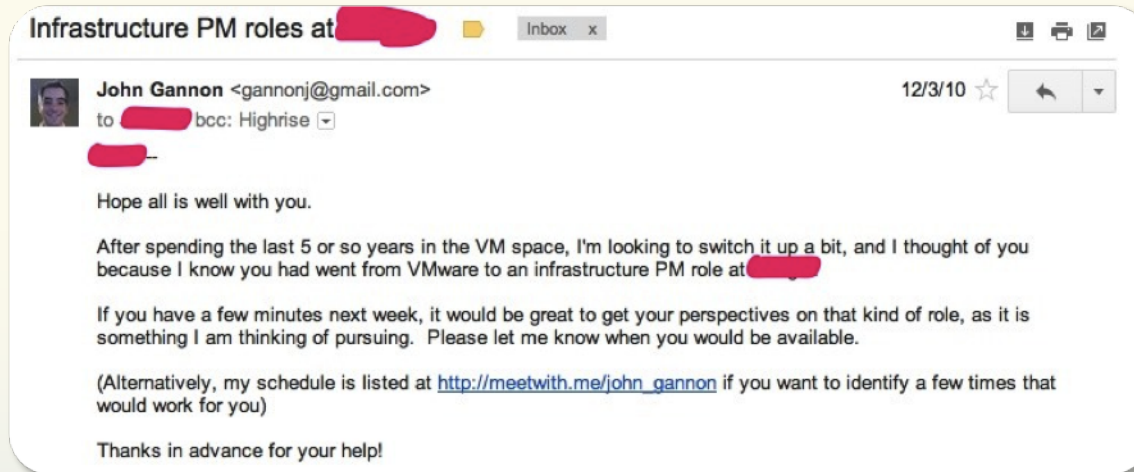 Infrastructure PM roles at
Inbox x
John Gannon <gannonj@gmail.com>
12/3/10
to bcc: Highrise
--
Hope all is well with you.
After spending the last 5 or so years in the VM space, I'm looking to switch it up a bit, and I thought of you
because I know you had went from VMware to an infrastructure PM role at
If you have a few minutes next week, it would be great to get your perspectives on that kind of role, as it is
something I am thinking of pursuing.  Please let me know when you would be available.
(Alternatively, my schedule is listed at http://meetwith.me/john_gannon if you want to identify a few times that
would work for you)
Thanks in advance for your help!